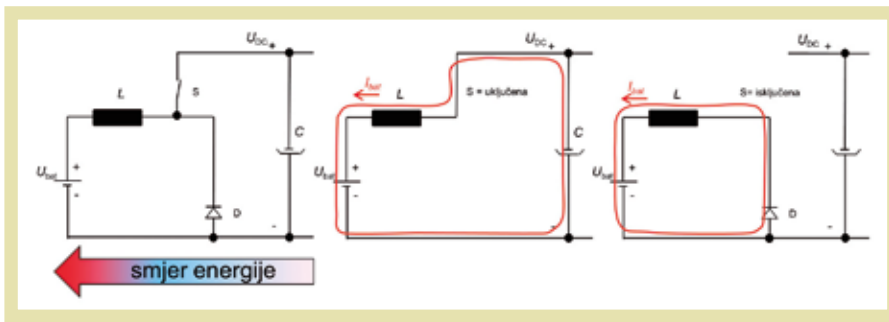 U_DC +
S
L
C
U_bat
+
-
D
-
smjer energije
U_DC +
I_bat
L
S = uključena
C
U_bat
+
-
-
U_DC +
I_bat
L
S= isključena
C
U_bat
+
-
D
-